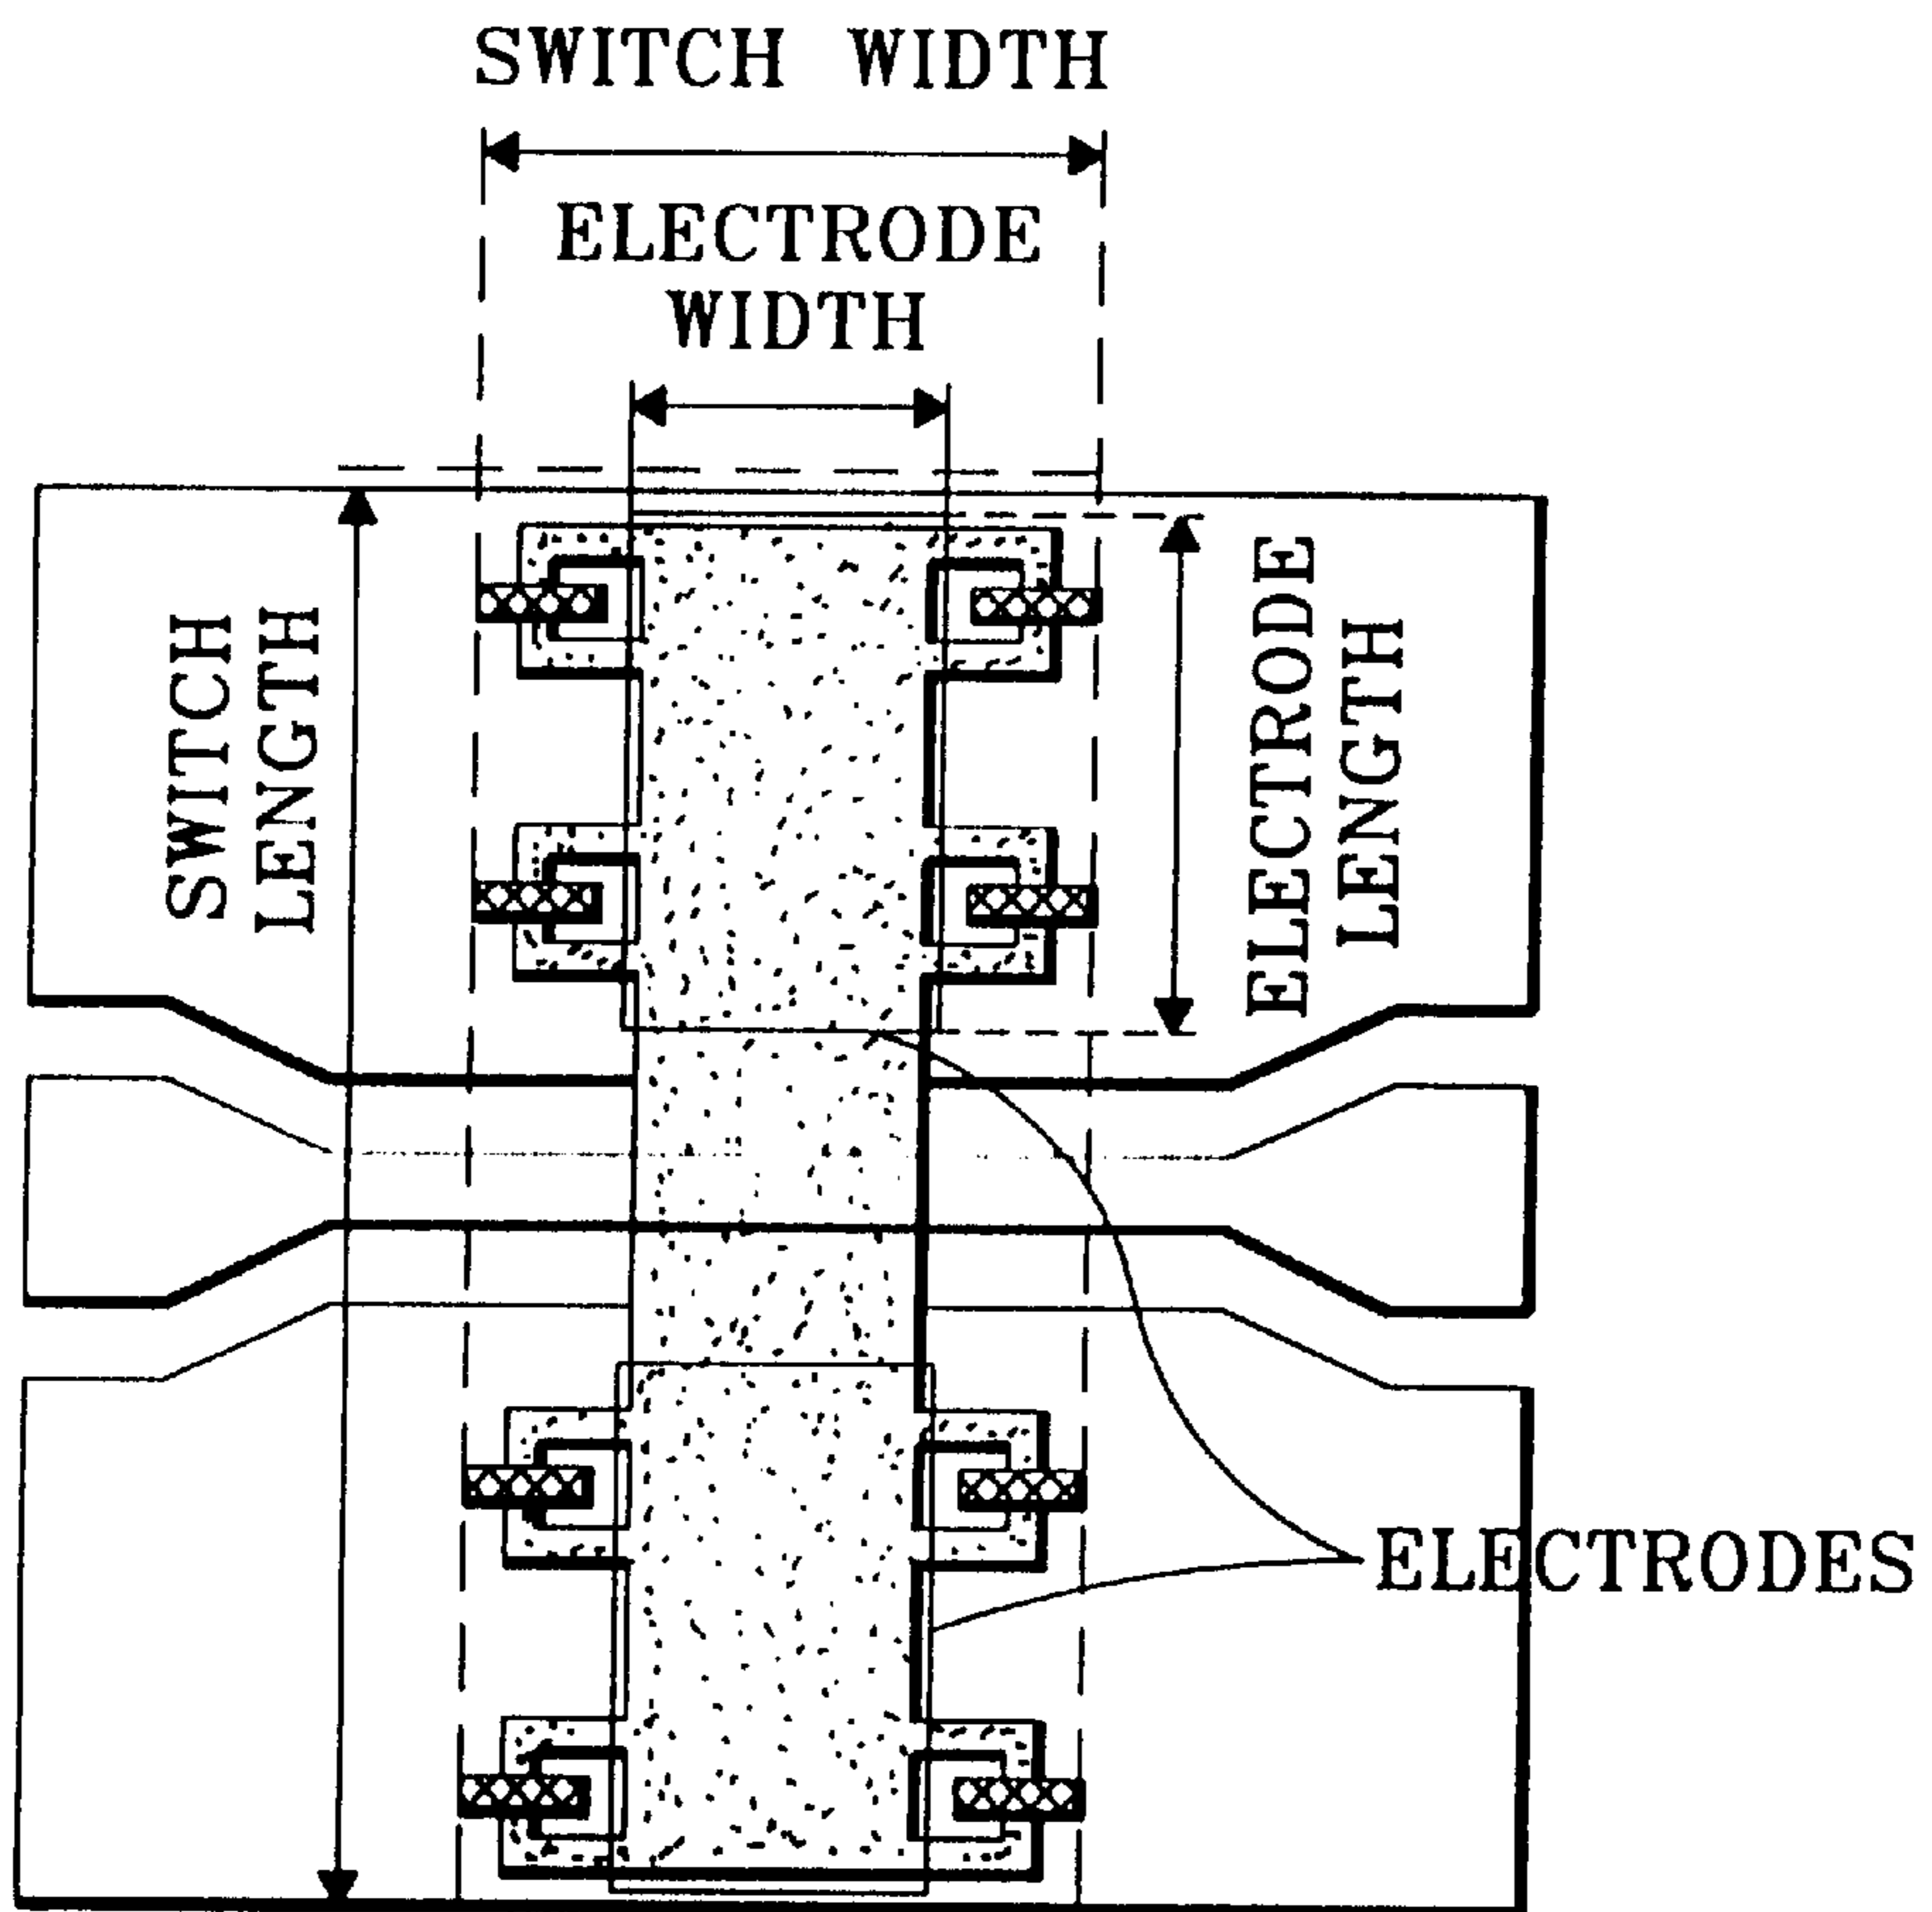 SWITCH WIDTH
ELECTRODE
WIDTH
SWITCH
LENGTH
ELECTRODE
LENGTH
ELECTRODES